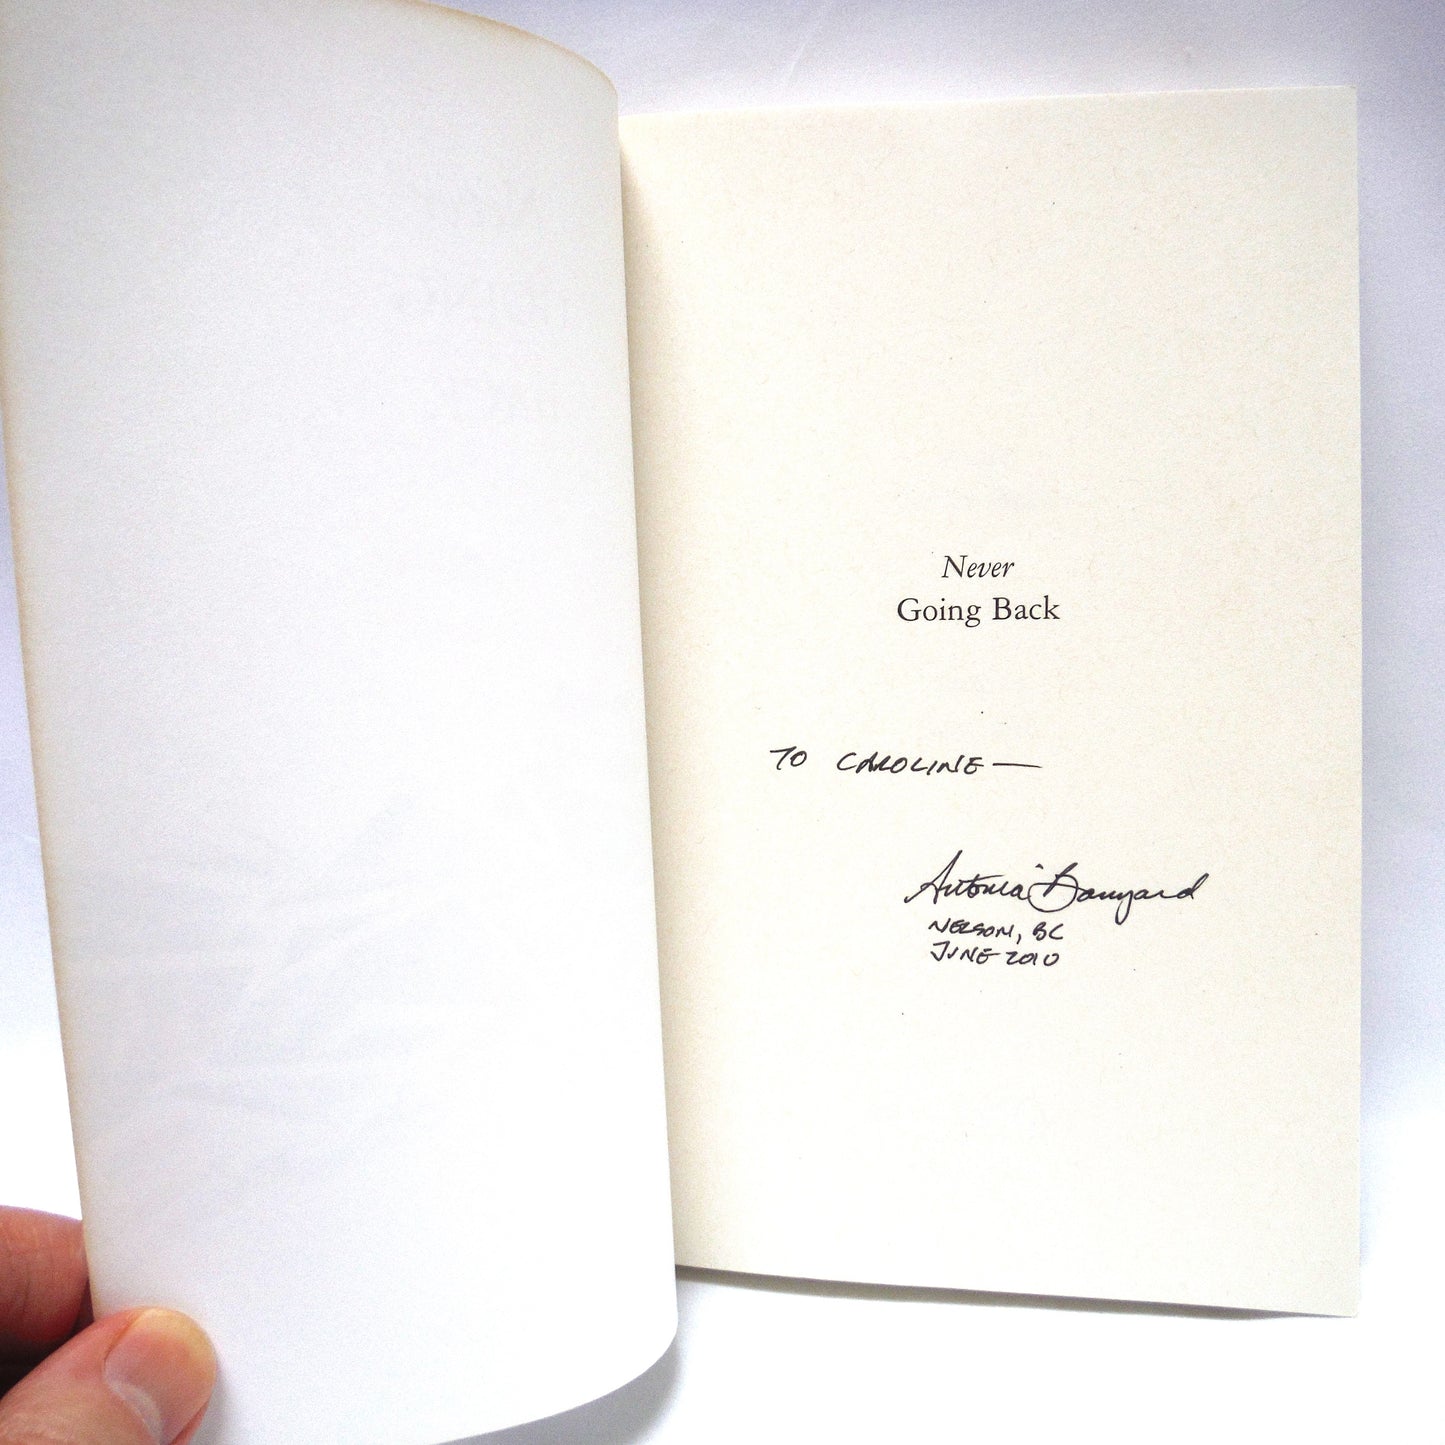 Never
Going Back
TO CAROLINE —
Antonia Banyard
NELSON, BC
JUNE 2010